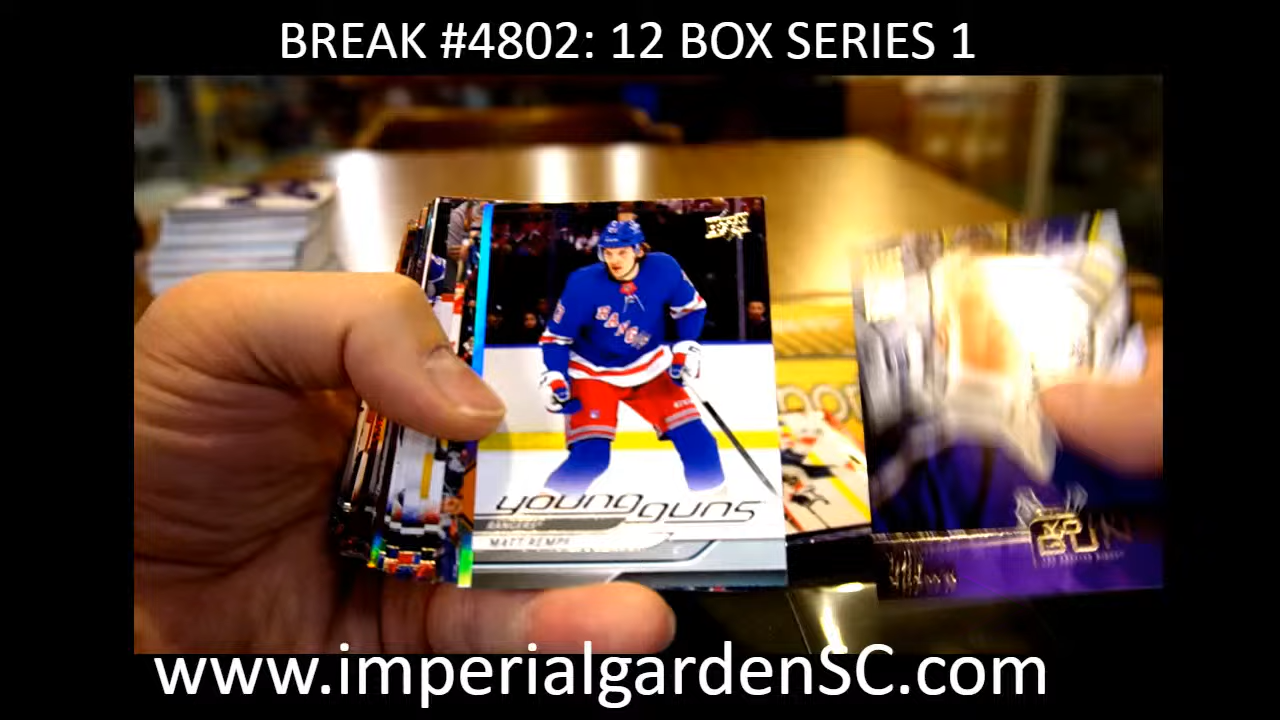 BREAK #4802: 12 BOX SERIES 1
young guns
RANGERS
MATT REMPE
www.imperialgardenSC.com